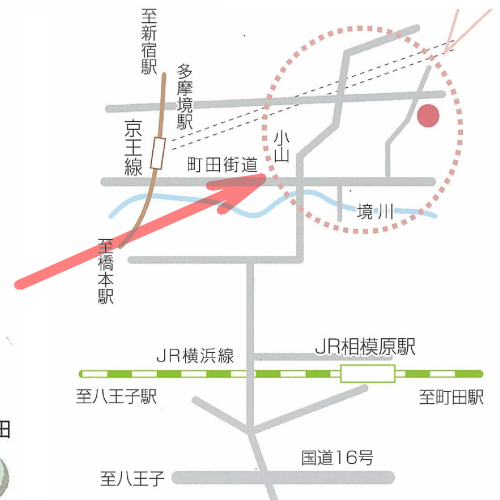 至新宿駅
多摩境駅
京王線
小山
町田街道
境川
至橋本駅
JR横浜線
JR相模原駅
至八王子駅
至町田駅
田
国道16号
至八王子